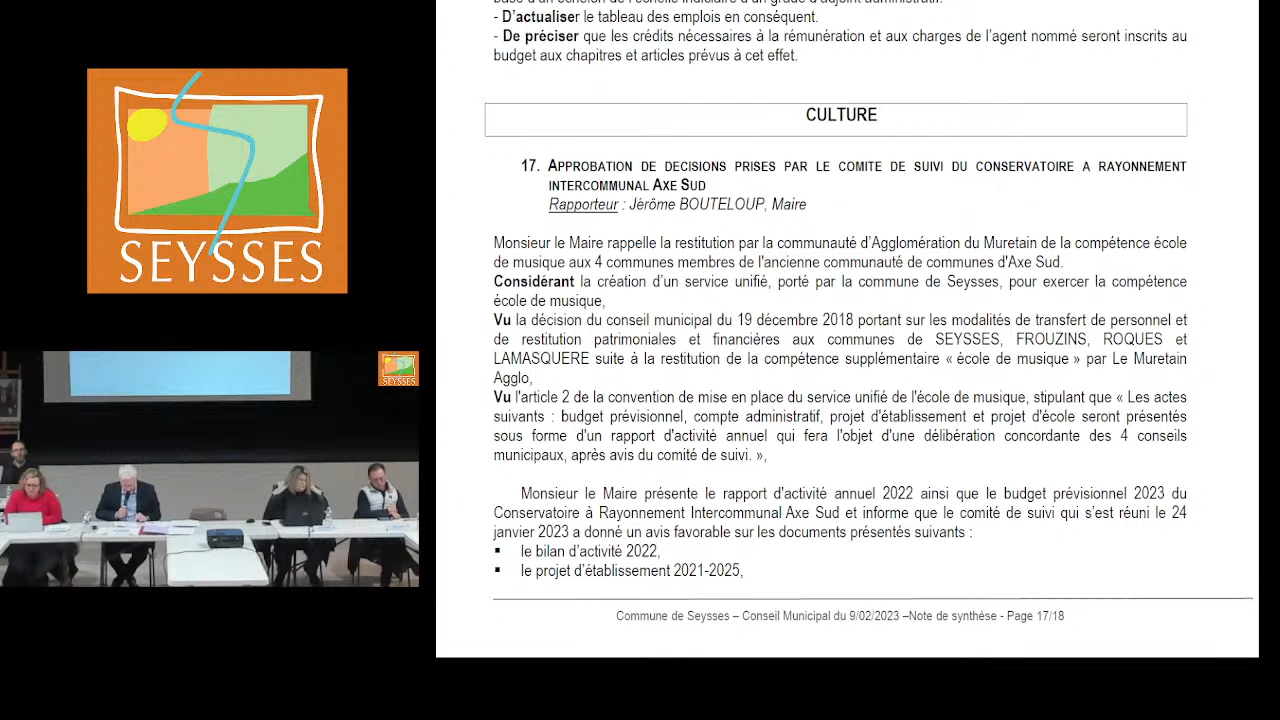 base d'un échelon de l'échelle indiciaire d'un grade d'adjoint administratif.
- D'actualiser le tableau des emplois en conséquent.
- De préciser que les crédits nécessaires à la rémunération et aux charges de l'agent nommé seront inscrits au
budget aux chapitres et articles prévus à cet effet.
CULTURE
17. APPROBATION DE DECISIONS PRISES PAR LE COMITE DE SUIVI DU CONSERVATOIRE A RAYONNEMENT
INTERCOMMUNAL AXE SUD
Rapporteur : Jérôme BOUTELOUP, Maire
Monsieur le Maire rappelle la restitution par la communauté d'Agglomération du Muretain de la compétence école
de musique aux 4 communes membres de l'ancienne communauté de communes d'Axe Sud.
Considérant la création d'un service unifié, porté par la commune de Seysses, pour exercer la compétence
école de musique,
Vu la décision du conseil municipal du 19 décembre 2018 portant sur les modalités de transfert de personnel et
de restitution patrimoniales et financières aux communes de SEYSSES, FROUZINS, ROQUES et
LAMASQUERE suite à la restitution de la compétence supplémentaire « école de musique » par Le Muretain
Agglo,
Vu l'article 2 de la convention de mise en place du service unifié de l'école de musique, stipulant que « Les actes
suivants : budget prévisionnel, compte administratif, projet d'établissement et projet d'école seront présentés
sous forme d'un rapport d'activité annuel qui fera l'objet d'une délibération concordante des 4 conseils
municipaux, après avis du comité de suivi. »,
Monsieur le Maire présente le rapport d'activité annuel 2022 ainsi que le budget prévisionnel 2023 du
Conservatoire à Rayonnement Intercommunal Axe Sud et informe que le comité de suivi qui s'est réuni le 24
janvier 2023 a donné un avis favorable sur les documents présentés suivants :
▪ le bilan d'activité 2022,
▪ le projet d'établissement 2021-2025,
Commune de Seysses – Conseil Municipal du 9/02/2023 –Note de synthèse - Page 17/18
SEYSSES
SEYSSES